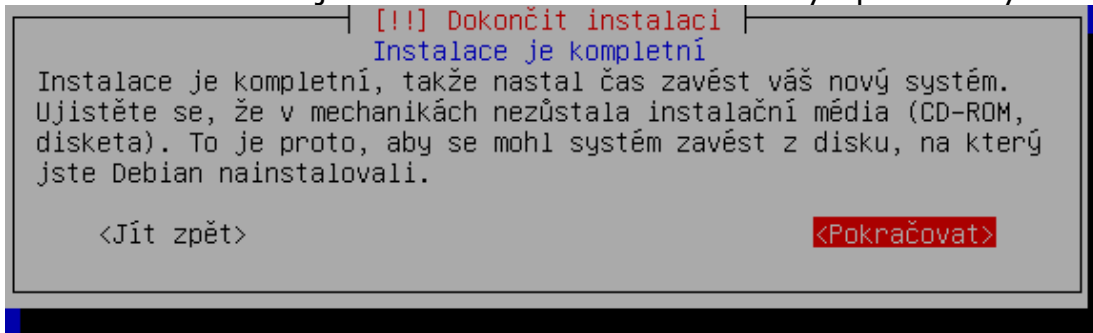 [!!] Dokončit instalaci
Instalace je kompletní
Instalace je kompletní, takže nastal čas zavést váš nový systém.
Ujistěte se, že v mechanikách nezůstala instalační média (CD-ROM,
disketa). To je proto, aby se mohl systém zavést z disku, na který
jste Debian nainstalovali.
<Jít zpět> <Pokračovat>